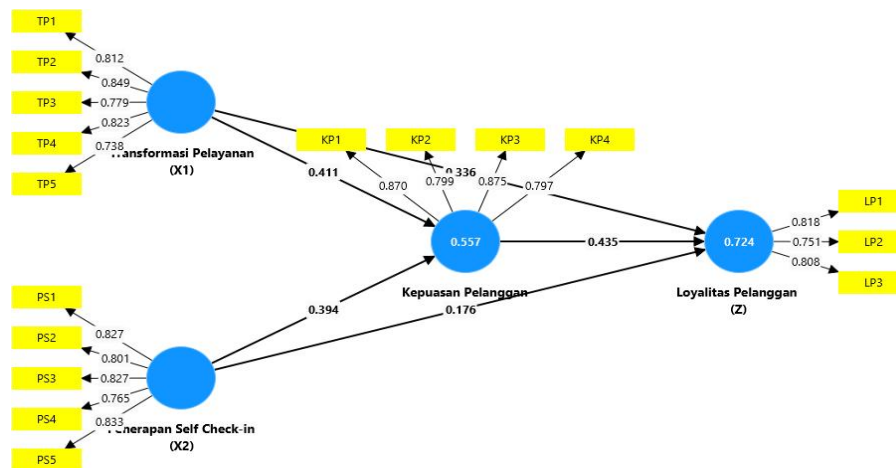 TP1
0.812
TP2
0.849
TP3
0.779
TP4
0.823
TP5
0.738
Pelayanan
(X1)
KP1
KP2
KP3
KP4
0.870
0.799
0.875
0.797
0.411
0.336
0.557
Kepuasan Pelanggan
0.435
0.724
Loyalitas Pelanggan
(Z)
0.818
LP1
0.751
LP2
0.808
LP3
0.394
0.176
PS1
0.827
PS2
0.801
PS3
0.827
PS4
0.765
PS5
0.833
Self Check-in
(X2)